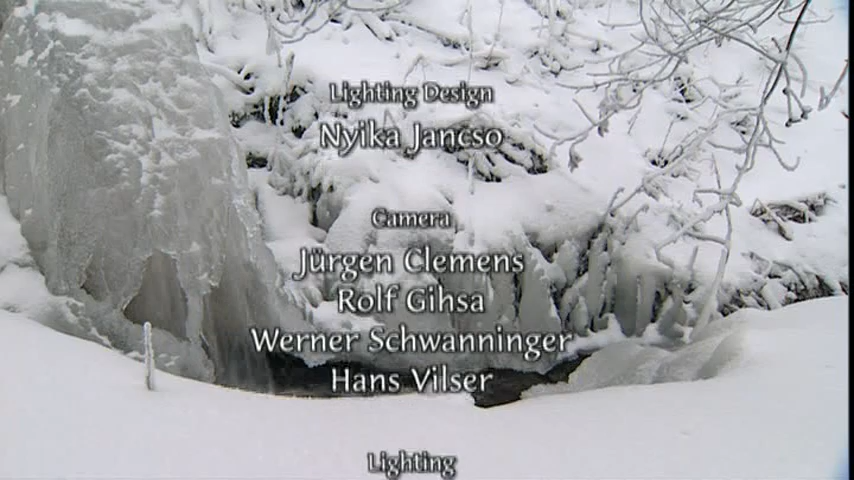 Lighting Design
Nyika Jancso
Camera
Jürgen Clemens
Rolf Gihsa
Werner Schwanninger
Hans Vilser
Lighting